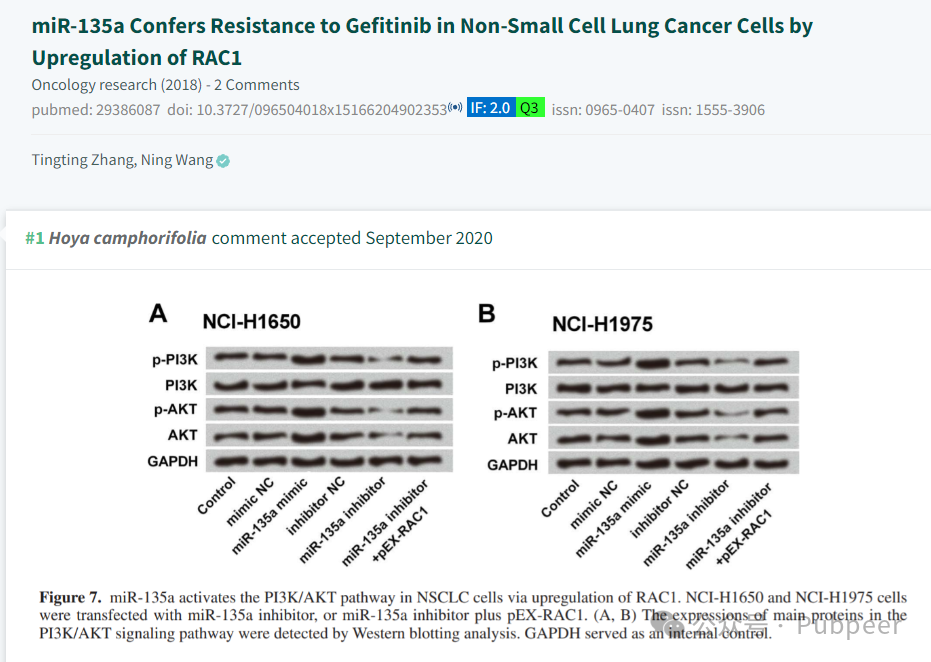 miR-135a Confers Resistance to Gefitinib in Non-Small Cell Lung Cancer Cells by
Upregulation of RAC1
Oncology research (2018) - 2 Comments
pubmed: 29386087 doi: 10.3727/096504018x15166204902353 IF: 2.0 Q3 issn: 0965-0407 issn: 1555-3906
Tingting Zhang, Ning Wang
#1 Hoya camphorifolia comment accepted September 2020
A
NCI-H1650
p-PI3K
PI3K
p-AKT
AKT
GAPDH
Control
mimic NC
miR-135a mimic
inhibitor NC
miR-135a inhibitor
miR-135a inhibitor
+pEX-RAC1
B
NCI-H1975
p-PI3K
PI3K
p-AKT
AKT
GAPDH
Control
mimic NC
miR-135a mimic
inhibitor NC
miR-135a inhibitor
miR-135a inhibitor
+pEX-RAC1
Figure 7. miR-135a activates the PI3K/AKT pathway in NSCLC cells via upregulation of RAC1. NCI-H1650 and NCI-H1975 cells
were transfected with miR-135a inhibitor, or miR-135a inhibitor plus pEX-RAC1. (A, B) The expressions of main proteins in the
PI3K/AKT signaling pathway were detected by Western blotting analysis. GAPDH served as an internal control.
公众号 · Pubpeer